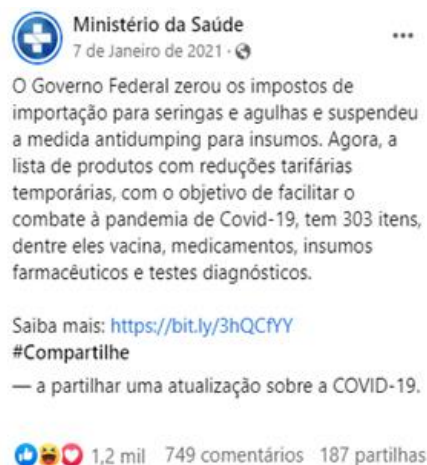 Ministério da Saúde
7 de Janeiro de 2021 ·
O Governo Federal zerou os impostos de
importação para seringas e agulhas e suspendeu
a medida antidumping para insumos. Agora, a
lista de produtos com reduções tarifárias
temporárias, com o objetivo de facilitar o
combate à pandemia de Covid-19, tem 303 itens,
dentre eles vacina, medicamentos, insumos
farmacêuticos e testes diagnósticos.
Saiba mais: https://bit.ly/3hQCfYY
#Compartilhe
— a partilhar uma atualização sobre a COVID-19.
1,2 mil 749 comentários 187 partilhas